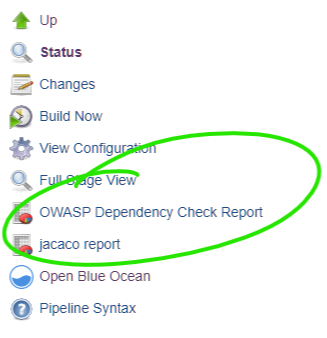 Up
Status
Changes
Build Now
View Configuration
Full Stage View
OWASP Dependency Check Report
jacaco report
Open Blue Ocean
Pipeline Syntax